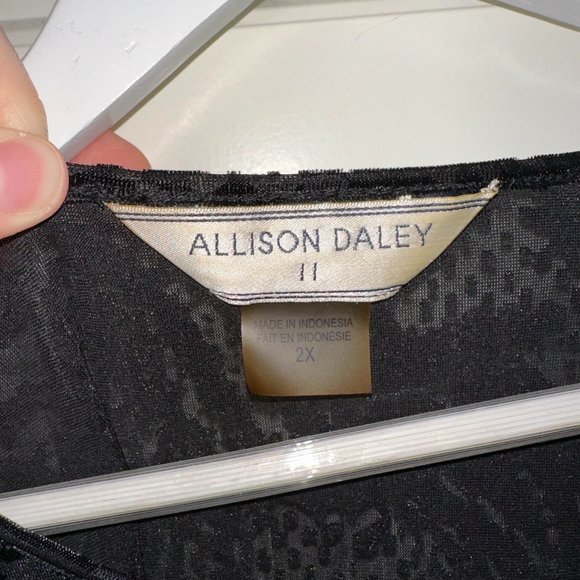 ALLISON DALEY
II
MADE IN INDONESIA
FAIT EN INDONESIE
2X